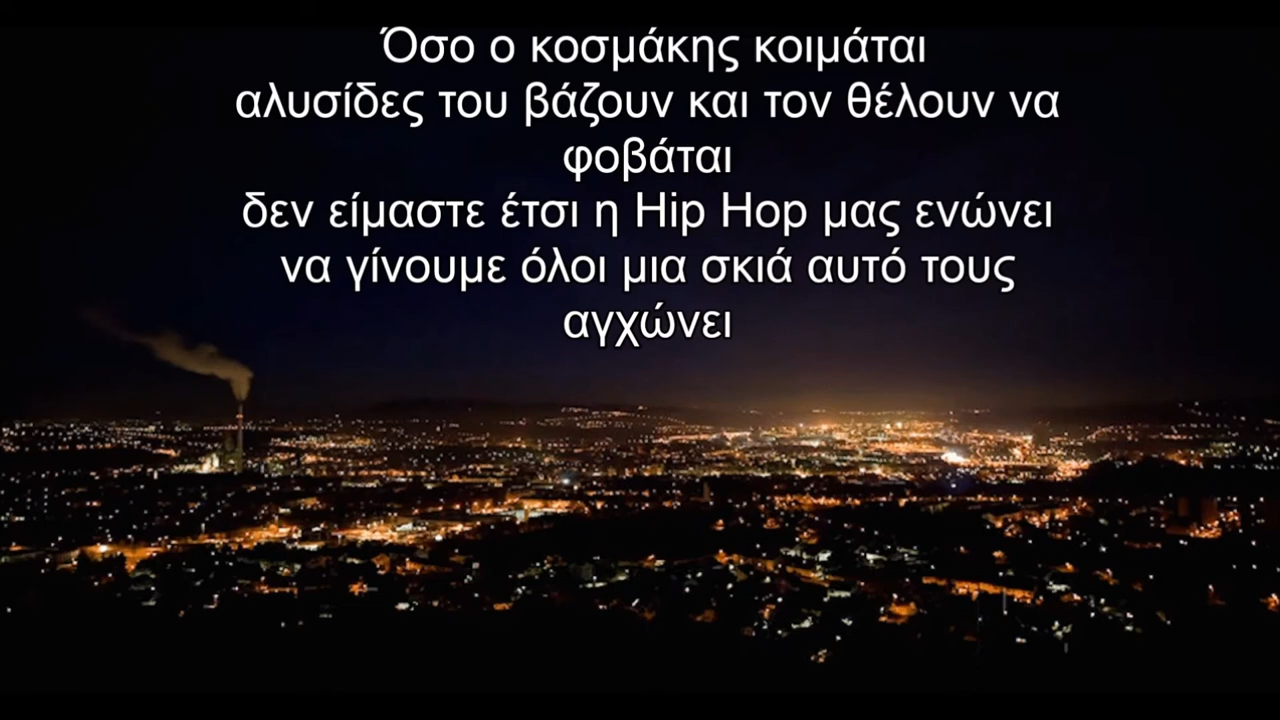 Όσο ο κοσμάκης κοιμάται
αλυσίδες του βάζουν και τον θέλουν να
φοβάται
δεν είμαστε έτσι η Hip Hop μας ενώνει
να γίνουμε όλοι μια σκιά αυτό τους
αγχώνει